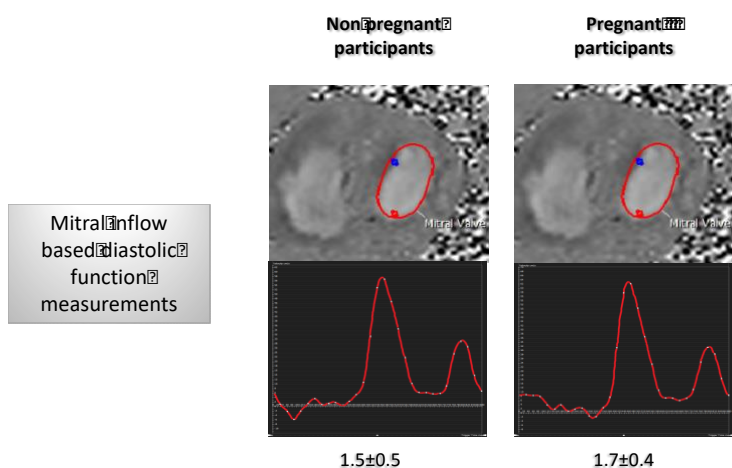 Non pregnant
participants
Pregnant
participants
Mitral Valve
Mitral Valve
Mitral inflow
based diastolic
function
measurements
1.5±0.5
1.7±0.4